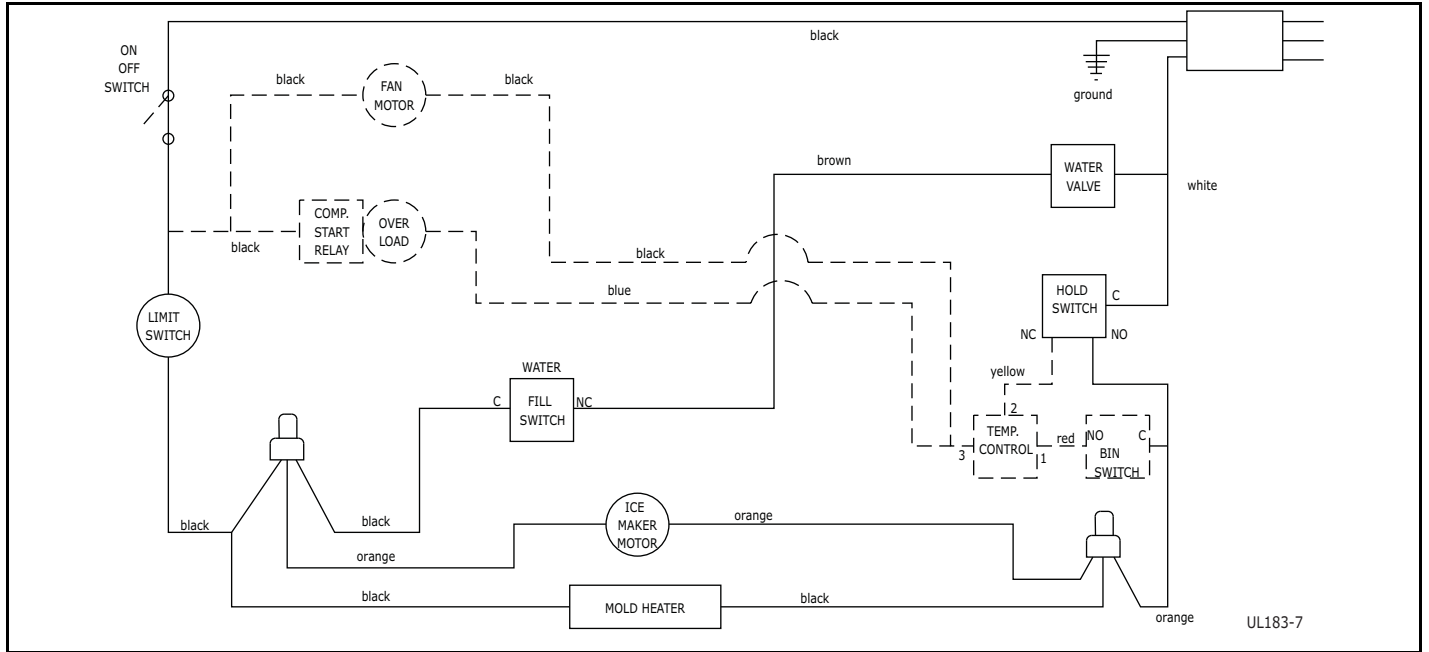 black
ON
OFF
SWITCH
ground
black
FAN
MOTOR
black
brown
WATER
VALVE
white
COMP.
START
RELAY
OVER
LOAD
black
black
blue
HOLD
SWITCH
C
NC
NO
LIMIT
SWITCH
yellow
WATER
C
FILL
SWITCH
NC
2
TEMP.
CONTROL
3
1
red
NO
C
BIN
SWITCH
black
black
orange
ICE
MAKER
MOTOR
orange
black
MOLD HEATER
black
orange
UL183-7